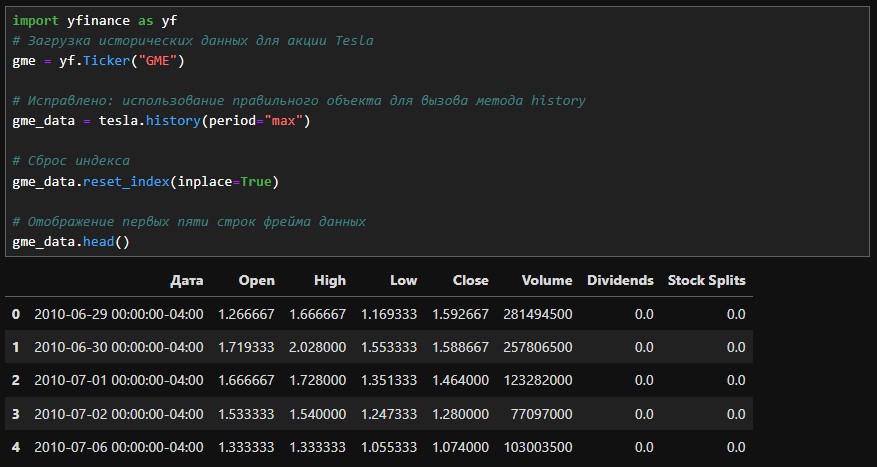 import yfinance as yf
# Загрузка исторических данных для акции Tesla
gme = yf.Ticker("GME")
# Исправлено: использование правильного объекта для вызова метода history
gme_data = tesla.history(period="max")
# Сброс индекса
gme_data.reset_index(inplace=True)
# Отображение первых пяти строк фрейма данных
gme_data.head()
Дата Open High Low Close Volume Dividends Stock Splits
0 2010-06-29 00:00:00-04:00 1.266667 1.666667 1.169333 1.592667 281494500 0.0 0.0
1 2010-06-30 00:00:00-04:00 1.719333 2.028000 1.553333 1.588667 257806500 0.0 0.0
2 2010-07-01 00:00:00-04:00 1.666667 1.728000 1.351333 1.464000 123282000 0.0 0.0
3 2010-07-02 00:00:00-04:00 1.533333 1.540000 1.247333 1.280000 77097000 0.0 0.0
4 2010-07-06 00:00:00-04:00 1.333333 1.333333 1.055333 1.074000 103003500 0.0 0.0